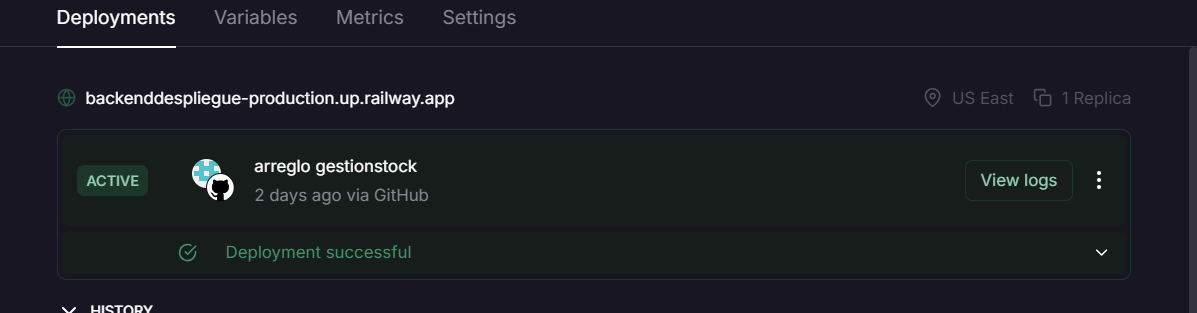 Deployments Variables Metrics Settings
backenddespliegue-production.up.railway.app US East 1 Replica
ACTIVE arreglo gestionstock View logs
2 days ago via GitHub
Deployment successful
HISTORY